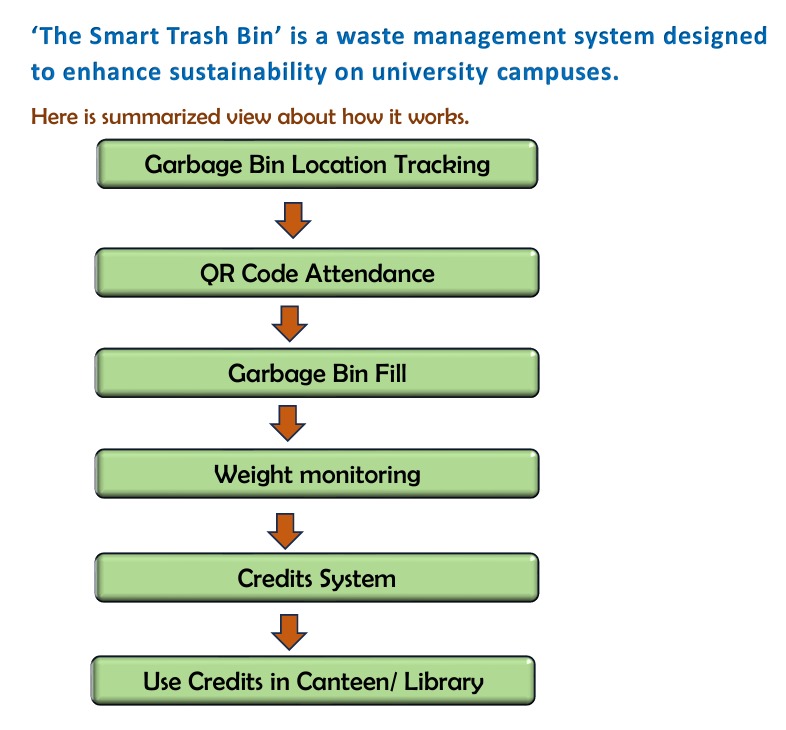 ‘The Smart Trash Bin’ is a waste management system designed
to enhance sustainability on university campuses.
Here is summarized view about how it works.
Garbage Bin Location Tracking
QR Code Attendance
Garbage Bin Fill
Weight monitoring
Credits System
Use Credits in Canteen/ Library